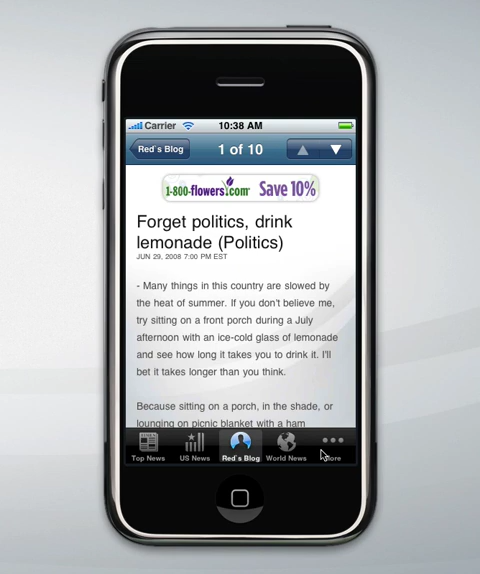 Carrier 10:38 AM
Red's Blog 1 of 10
1-800-flowers.com Save 10%
Forget politics, drink
lemonade (Politics)
JUN 29, 2008 7:00 PM EST
- Many things in this country are slowed by
the heat of summer. If you don't believe me,
try sitting on a front porch during a July
afternoon with an ice-cold glass of lemonade
and see how long it takes you to drink it. I'll
bet it takes longer than you think.
Because sitting on a porch, in the shade, or
lounging on picnic blanket with a ham
Top News US News Red's Blog World News More